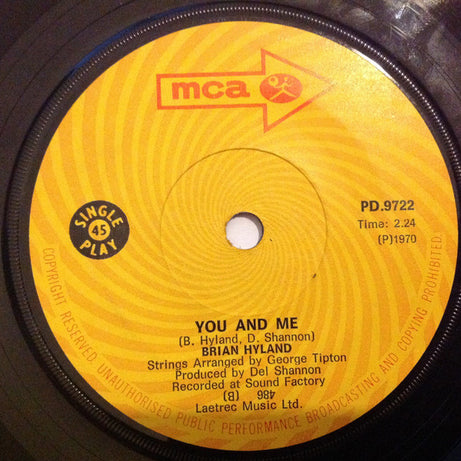 mca
PD.9722
Time: 2.24
(P)1970
SINGLE
45
PLAY
YOU AND ME
(B. Hyland, D. Shannon)
BRIAN HYLAND
Strings Arranged by George Tipton
Produced by Del Shannon
Recorded at Sound Factory
486 (B)
Laetrec Music Ltd.
COPYRIGHT RESERVED. UNAUTHORISED PUBLIC PERFORMANCE BROADCASTING AND COPYING PROHIBITED.